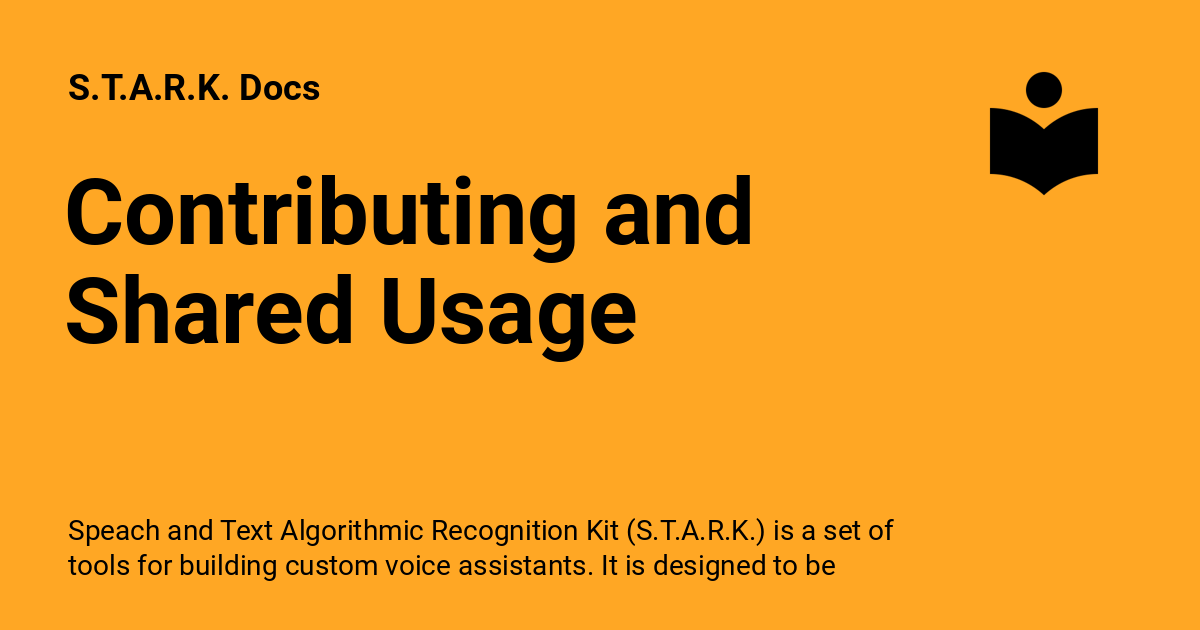 S.T.A.R.K. Docs
Contributing and
Shared Usage
Speach and Text Algorithmic Recognition Kit (S.T.A.R.K.) is a set of
tools for building custom voice assistants. It is designed to be